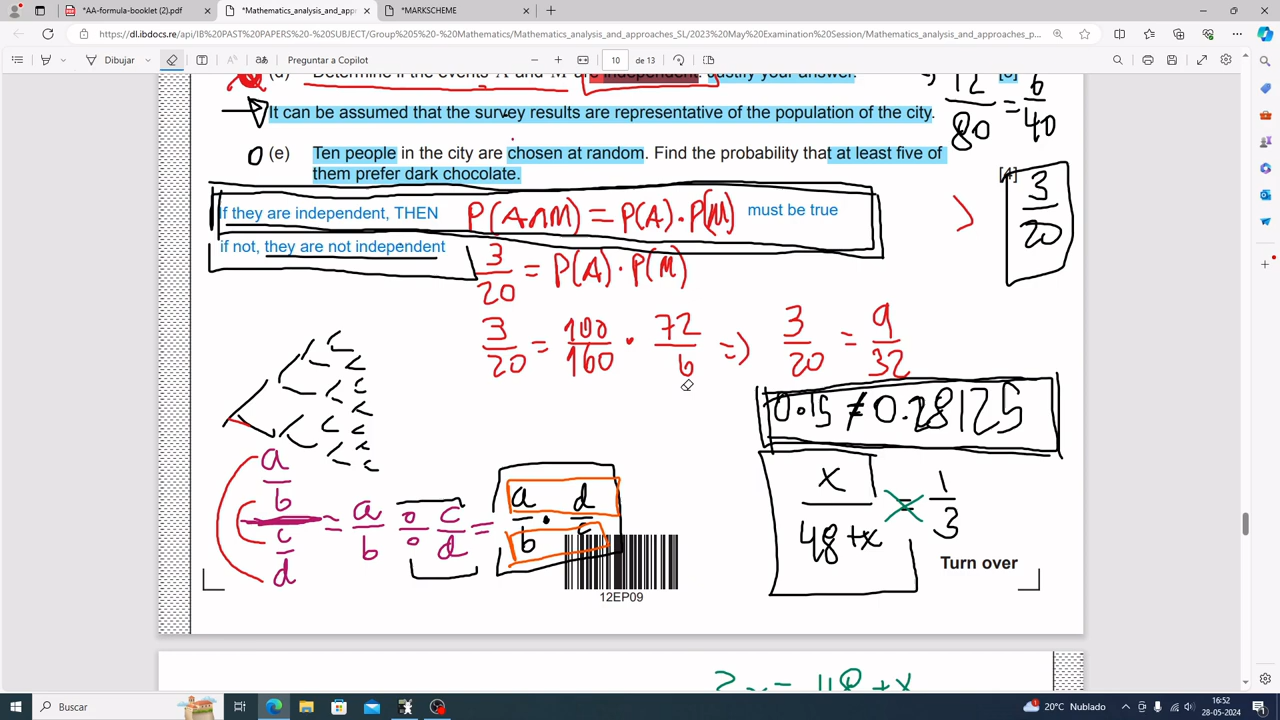 *AA-formula-booklet (2).pdf
*Mathematics_analysis_and_appro
*MARKSCHEME
https://dl.ibdocs.re/api/IB%20PAST%20PAPERS%20-%20SUBJECT/Group%205%20-%20Mathematics/Mathematics_analysis_and_approaches_SL/2023%20May%20Examination%20Session/Mathematics_analysis_and_approaches_p...
Dibujar
Preguntar a Copilot
10 de 13
(d) Determine if the events A and M are independent. Justify your answer. [3]
12/80 = 6/40
It can be assumed that the survey results are representative of the population of the city.
(e) Ten people in the city are chosen at random. Find the probability that at least five of
them prefer dark chocolate. [4]
3/20
If they are independent, THEN P(A∩M) = P(A)·P(M) must be true
if not, they are not independent
3/20 = P(A)·P(M)
3/20 = 100/160 · 72/6 => 3/20 = 9/32
0.15 ≠ 0.28125
a/b / c/d = a/b ÷ c/d = a/b · d/c
x/48+x = 1/3
Turn over
12EP09
2x = 48 + x
Buscar
20°C Nublado
16:52
28-05-2024